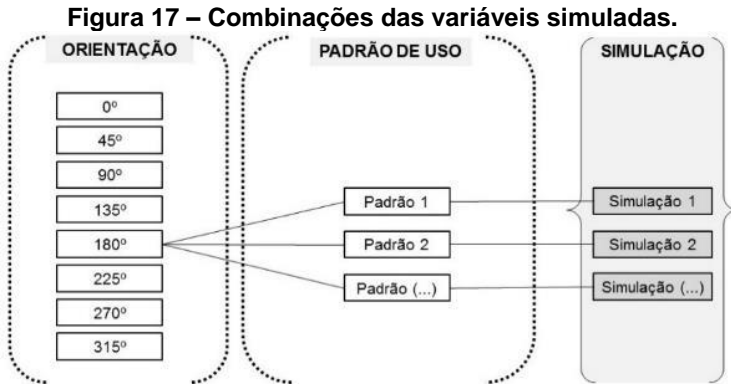 Figura 17 – Combinações das variáveis simuladas.
ORIENTAÇÃO
0º
45º
90º
135º
180º
225º
270º
315º
PADRÃO DE USO
Padrão 1
Padrão 2
Padrão (...)
SIMULAÇÃO
Simulação 1
Simulação 2
Simulação (...)